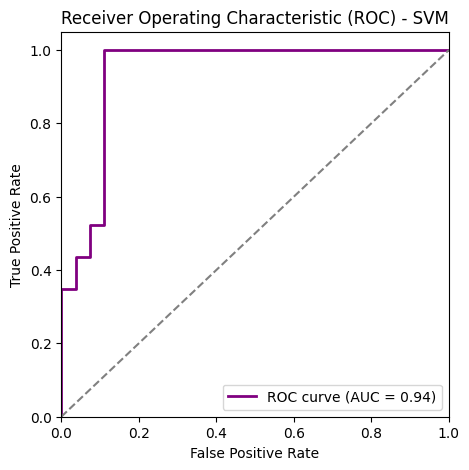 Receiver Operating Characteristic (ROC) - SVM
1.0
0.8
0.6
0.4
0.2
0.0
True Positive Rate
ROC curve (AUC = 0.94)
0.0 0.2 0.4 0.6 0.8 1.0
False Positive Rate